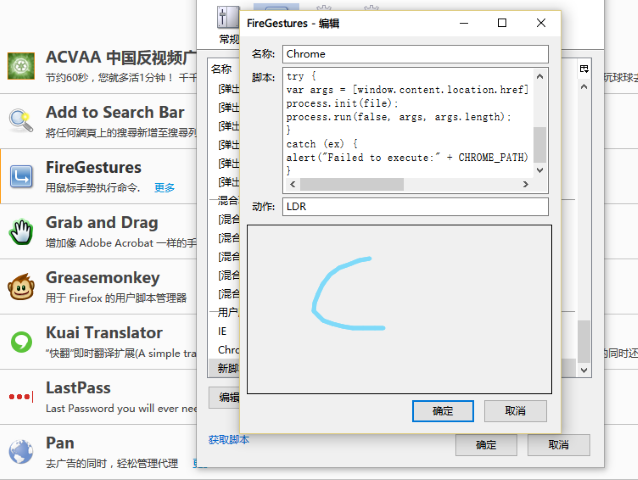 ACVAA 中国反视频广
节约60秒，您就多活1分钟！ 千千
Add to Search Bar
将任何網頁上的搜尋新增至搜尋列
FireGestures
用鼠标手势执行命令. 更多
Grab and Drag
增加像 Adobe Acrobat 一样的手
Greasemonkey
用于 Firefox 的用户脚本管理器
Kuai Translator
"快翻"即时翻译扩展(A simple tra
LastPass
Last Password you will ever nee
Pan
去广告的同时，轻松管理代理 更
常规
名称
[弹出
[弹出
[弹出
[弹出
[弹出
[弹出
混合
[混合
[混合
[混合
[混合
[混合
用户
IE
Chro
新脚
编辑
获取脚本
确定
取消
玩球球去
的同时还
FireGestures - 编辑
名称: Chrome
脚本:
try {
var args = [window.content.location.href]
process.init(file);
process.run(false, args, args.length);
}
catch (ex) {
alert("Failed to execute:" + CHROME_PATH)
}
动作: LDR
确定
取消